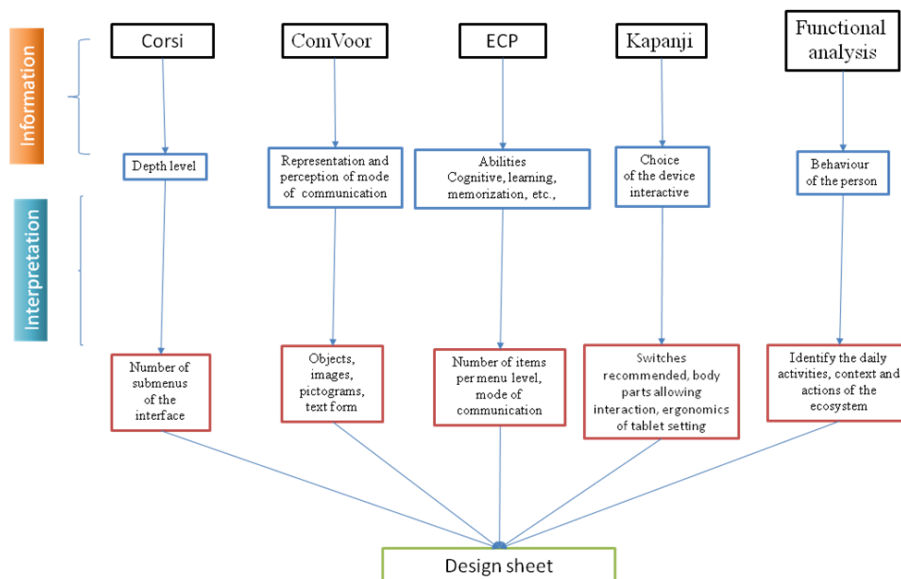 Information
Corsi
ComVoor
ECP
Kapanji
Functional
analysis
Depth level
Representation and
perception of mode
of communication
Abilities
Cognitive, learning,
memorization, etc.,
Choice
of the device
interactive
Behaviour
of the person
Interpretation
Number of
submenus
of the
interface
Objects,
images,
pictograms,
text form
Number of items
per menu level,
mode of
communication
Switches
recommended, body
parts allowing
interaction, ergonomics
of tablet setting
Identify the daily
activities, context and
actions of the
ecosystem
Design sheet